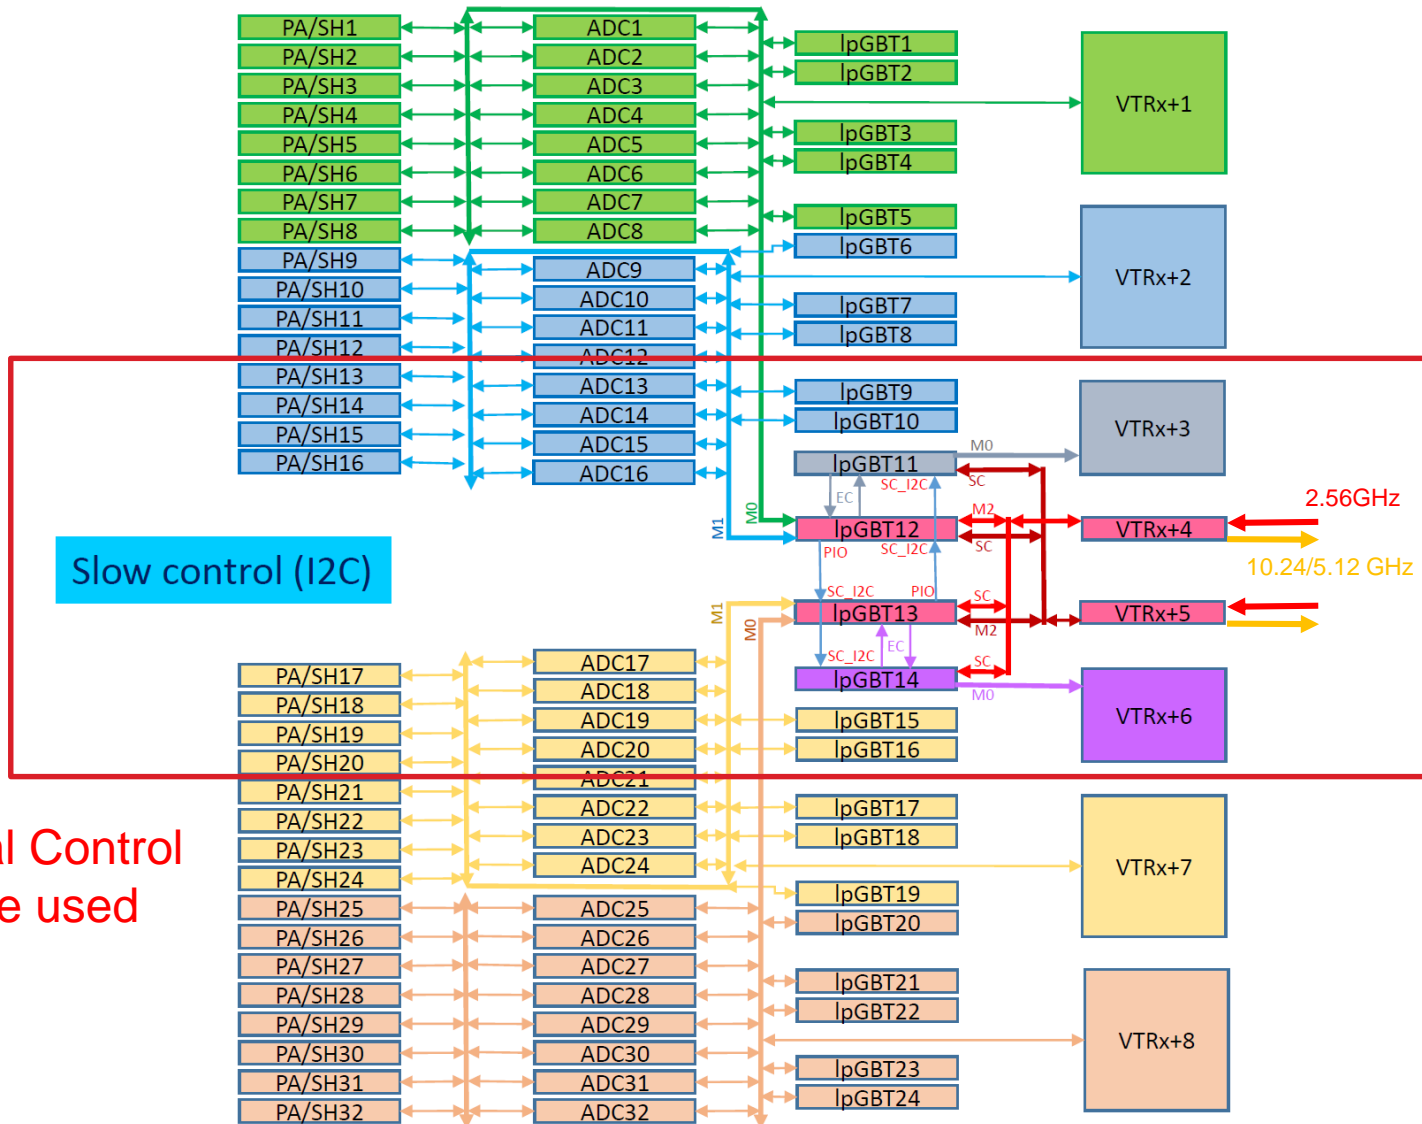 PA/SH1
PA/SH2
PA/SH3
PA/SH4
PA/SH5
PA/SH6
PA/SH7
PA/SH8
PA/SH9
PA/SH10
PA/SH11
PA/SH12
PA/SH13
PA/SH14
PA/SH15
PA/SH16
ADC1
ADC2
ADC3
ADC4
ADC5
ADC6
ADC7
ADC8
ADC9
ADC10
ADC11
ADC12
ADC13
ADC14
ADC15
ADC16
lpGBT1
lpGBT2
lpGBT3
lpGBT4
lpGBT5
lpGBT6
lpGBT7
lpGBT8
lpGBT9
lpGBT10
VTRx+1
VTRx+2
VTRx+3
M0
lpGBT11
SC_I2C
SC
EC
M0
M1
M2
lpGBT12
SC
PIO
SC_I2C
VTRx+4
2.56GHz
10.24/5.12 GHz
Slow control (I2C)
SC_I2C
PIO
SC
M1
M0
lpGBT13
M2
EC
VTRx+5
SC_I2C
SC
lpGBT14
M0
VTRx+6
PA/SH17
PA/SH18
PA/SH19
PA/SH20
PA/SH21
PA/SH22
PA/SH23
PA/SH24
PA/SH25
PA/SH26
PA/SH27
PA/SH28
PA/SH29
PA/SH30
PA/SH31
PA/SH32
ADC17
ADC18
ADC19
ADC20
ADC21
ADC22
ADC23
ADC24
ADC25
ADC26
ADC27
ADC28
ADC29
ADC30
ADC31
ADC32
lpGBT15
lpGBT16
lpGBT17
lpGBT18
lpGBT19
lpGBT20
lpGBT21
lpGBT22
lpGBT23
lpGBT24
VTRx+7
VTRx+8
Control
used